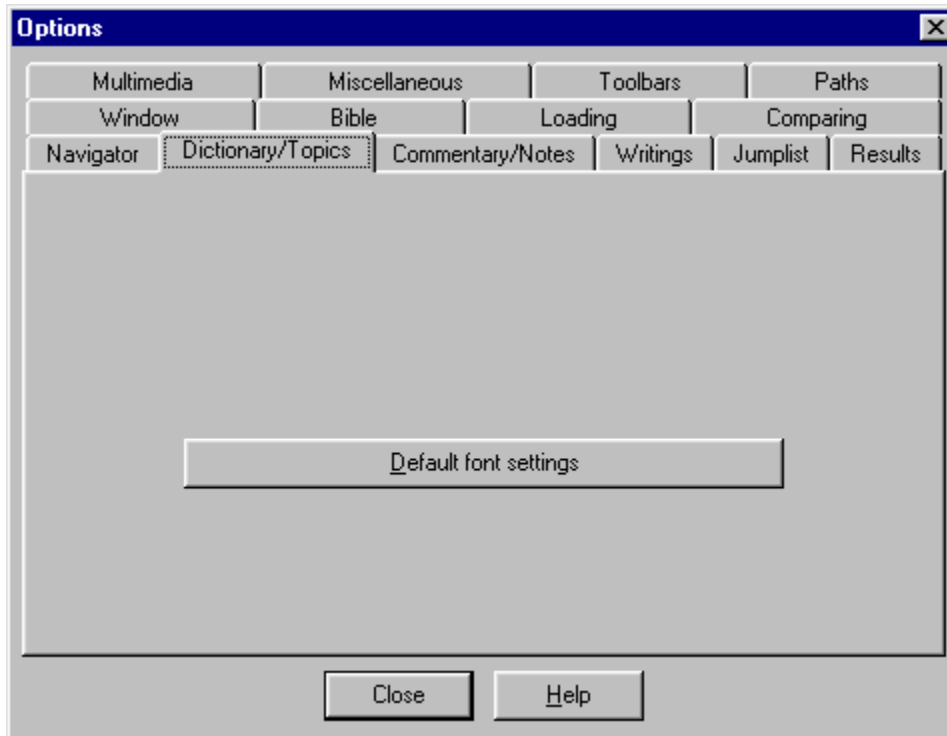 Options
Multimedia Miscellaneous Toolbars Paths
Window Bible Loading Comparing
Navigator Dictionary/Topics Commentary/Notes Writings Jumplist Results
Default font settings
Close Help